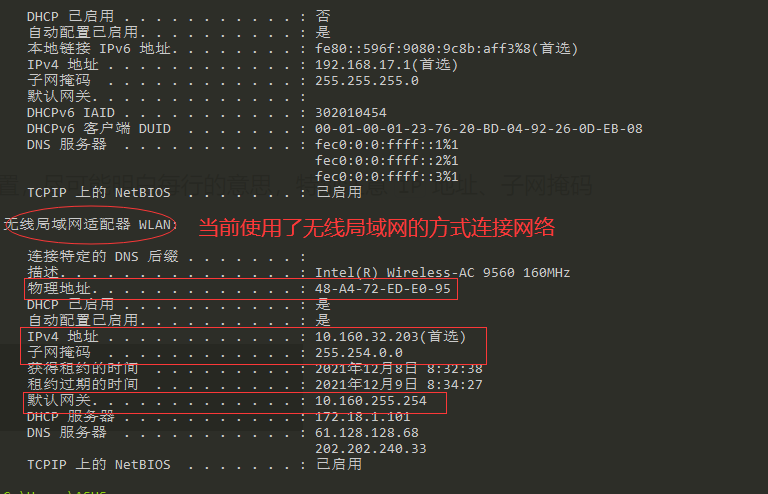 DHCP 已启用 . . . . . . . . . . . : 否
自动配置已启用. . . . . . . . . . : 是
本地链接 IPv6 地址. . . . . . . . : fe80::596f:9080:9c8b:aff3%8(首选)
IPv4 地址 . . . . . . . . . . . . : 192.168.17.1(首选)
子网掩码 . . . . . . . . . . . . : 255.255.255.0
默认网关. . . . . . . . . . . . . :
DHCPv6 IAID . . . . . . . . . . . : 302010454
DHCPv6 客户端 DUID . . . . . . . : 00-01-00-01-23-76-20-BD-04-92-26-0D-EB-08
DNS 服务器 . . . . . . . . . . . : fec0:0:0:ffff::1%1
fec0:0:0:ffff::2%1
fec0:0:0:ffff::3%1
IP 地址、子网掩码
TCPIP 上的 NetBIOS . . . . . . . : 已启用
无线局域网适配器 WLAN: 当前使用了无线局域网的方式连接网络
连接特定的 DNS 后缀 . . . . . . . :
描述. . . . . . . . . . . . . . . : Intel(R) Wireless-AC 9560 160MHz
物理地址. . . . . . . . . . . . . : 48-A4-72-ED-E0-95
DHCP 已启用 . . . . . . . . . . . : 是
自动配置已启用. . . . . . . . . . : 是
IPv4 地址 . . . . . . . . . . . . : 10.160.32.203(首选)
子网掩码 . . . . . . . . . . . . : 255.254.0.0
获得租约的时间 . . . . . . . . . : 2021年12月8日 8:32:38
租约过期的时间 . . . . . . . . . : 2021年12月9日 8:34:27
默认网关. . . . . . . . . . . . . : 10.160.255.254
DHCP 服务器 . . . . . . . . . . . : 172.18.1.101
DNS 服务器 . . . . . . . . . . . : 61.128.128.68
202.202.240.33
TCPIP 上的 NetBIOS . . . . . . . : 已启用